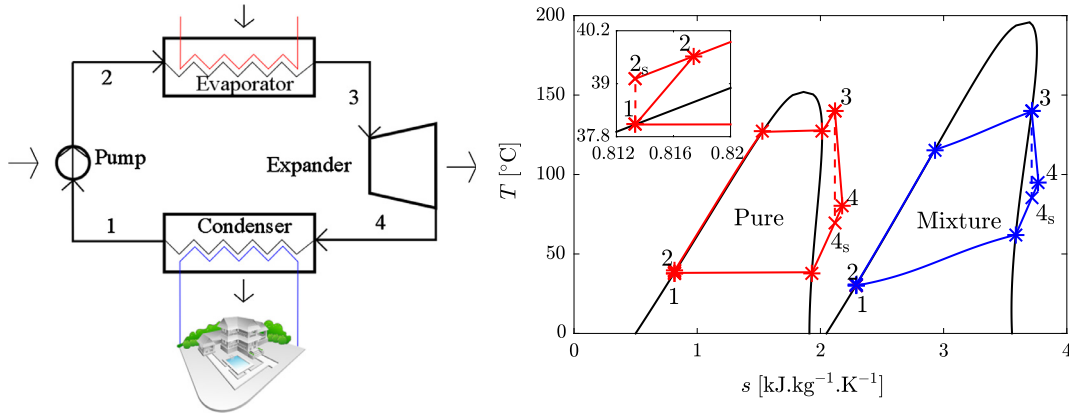 Evaporator
2
3
Pump
Expander
1
Condenser
4
200
150
100
50
0
T [°C]
40.2
39
37.8
0.812
0.816
0.82
2
2s
1
3
4
4s
Pure
2
1
3
4
4s
Mixture
2
1
0
1
2
3
4
s [kJ.kg⁻¹.K⁻¹]